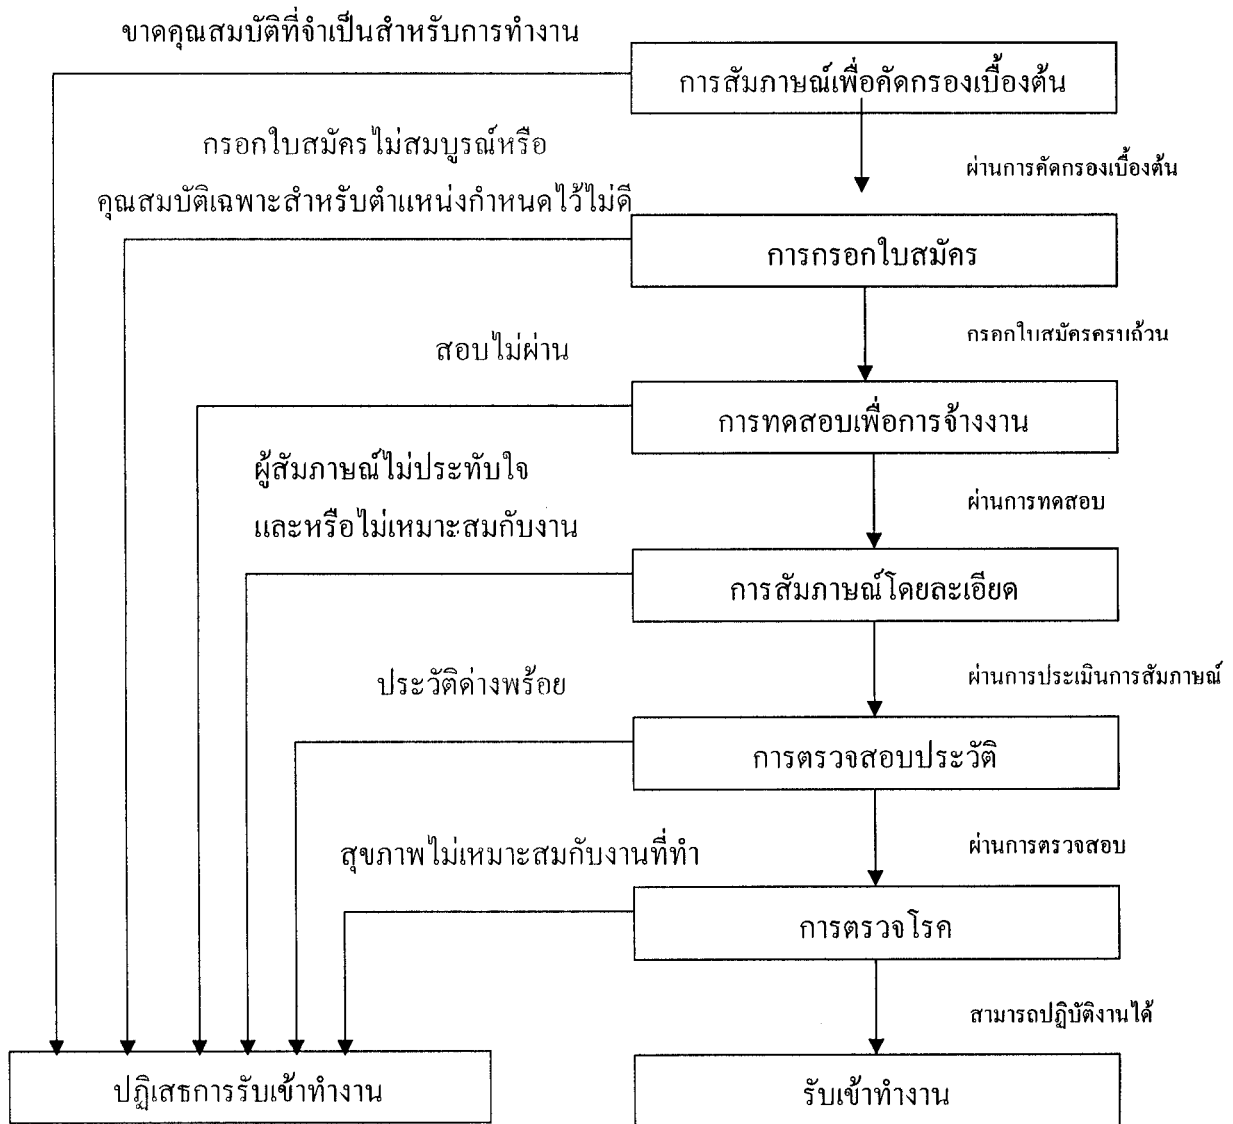 ขาดคุณสมบัติที่จำเป็นสำหรับการทำงาน
การสัมภาษณ์เพื่อคัดกรองเบื้องต้น
กรอกใบสมัครไม่สมบูรณ์หรือ
ผ่านการคัดกรองเบื้องต้น
คุณสมบัติเฉพาะสำหรับตำแหน่งกำหนดไว้ไม่ดี
การกรอกใบสมัคร
กรอกใบสมัครครบถ้วน
สอบไม่ผ่าน
การทดสอบเพื่อการจ้างงาน
ผู้สัมภาษณ์ไม่ประทับใจ
ผ่านการทดสอบ
และหรือไม่เหมาะสมกับงาน
การสัมภาษณ์โดยละเอียด
ผ่านการประเมินการสัมภาษณ์
ประวัติด่างพร้อย
การตรวจสอบประวัติ
ผ่านการตรวจสอบ
สุขภาพไม่เหมาะสมกับงานที่ทำ
การตรวจโรค
สามารถปฏิบัติงานได้
ปฏิเสธการรับเข้าทำงาน
รับเข้าทำงาน